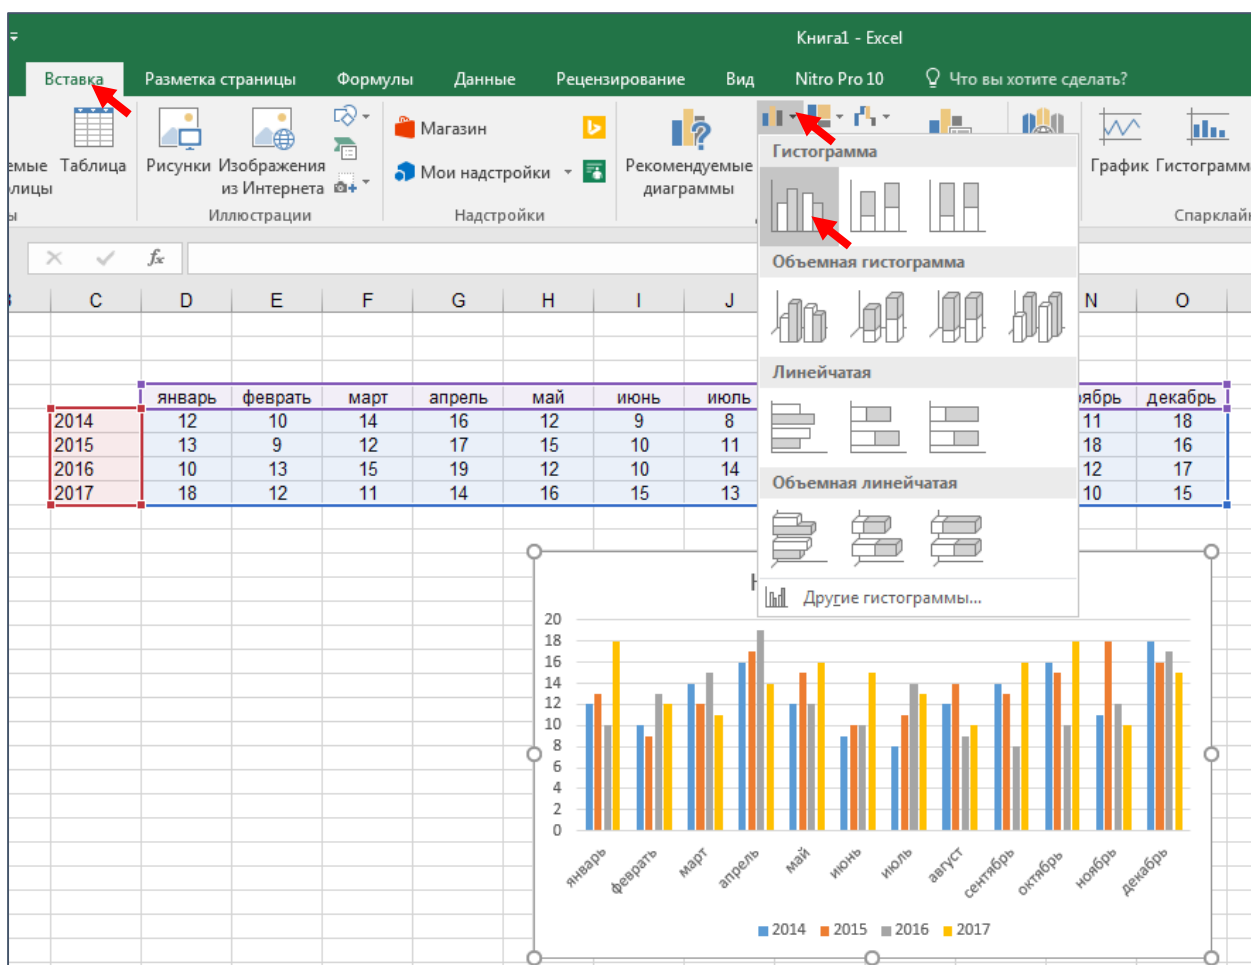 Книга1 - Excel
Вставка Разметка страницы Формулы Данные Рецензирование Вид Nitro Pro 10 Что вы хотите сделать?
Таблица
Рисунки Изображения из Интернета
Иллюстрации
Магазин
Мои надстройки
Надстройки
Рекомендуемые диаграммы
График
Гистограмма
Объемная гистограмма
Линейчатая
Объемная линейчатая
Другие гистограммы...
fx
C D E F G H I J N O
январь феврать март апрель май июнь июль декабрь
2014 12 10 14 16 12 9 8 11 18
2015 13 9 12 17 15 10 11 18 16
2016 10 13 15 19 12 10 14 12 17
2017 18 12 11 14 16 15 13 10 15
20
18
16
14
12
10
8
6
4
2
0
январь феврать март апрель май июнь июль август сентябрь октябрь ноябрь декабрь
2014 2015 2016 2017